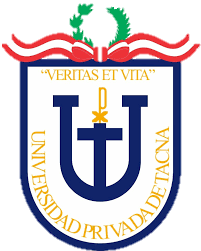 "VERITAS ET VITA"
UNIVERSIDAD PRIVADA DE TACNA